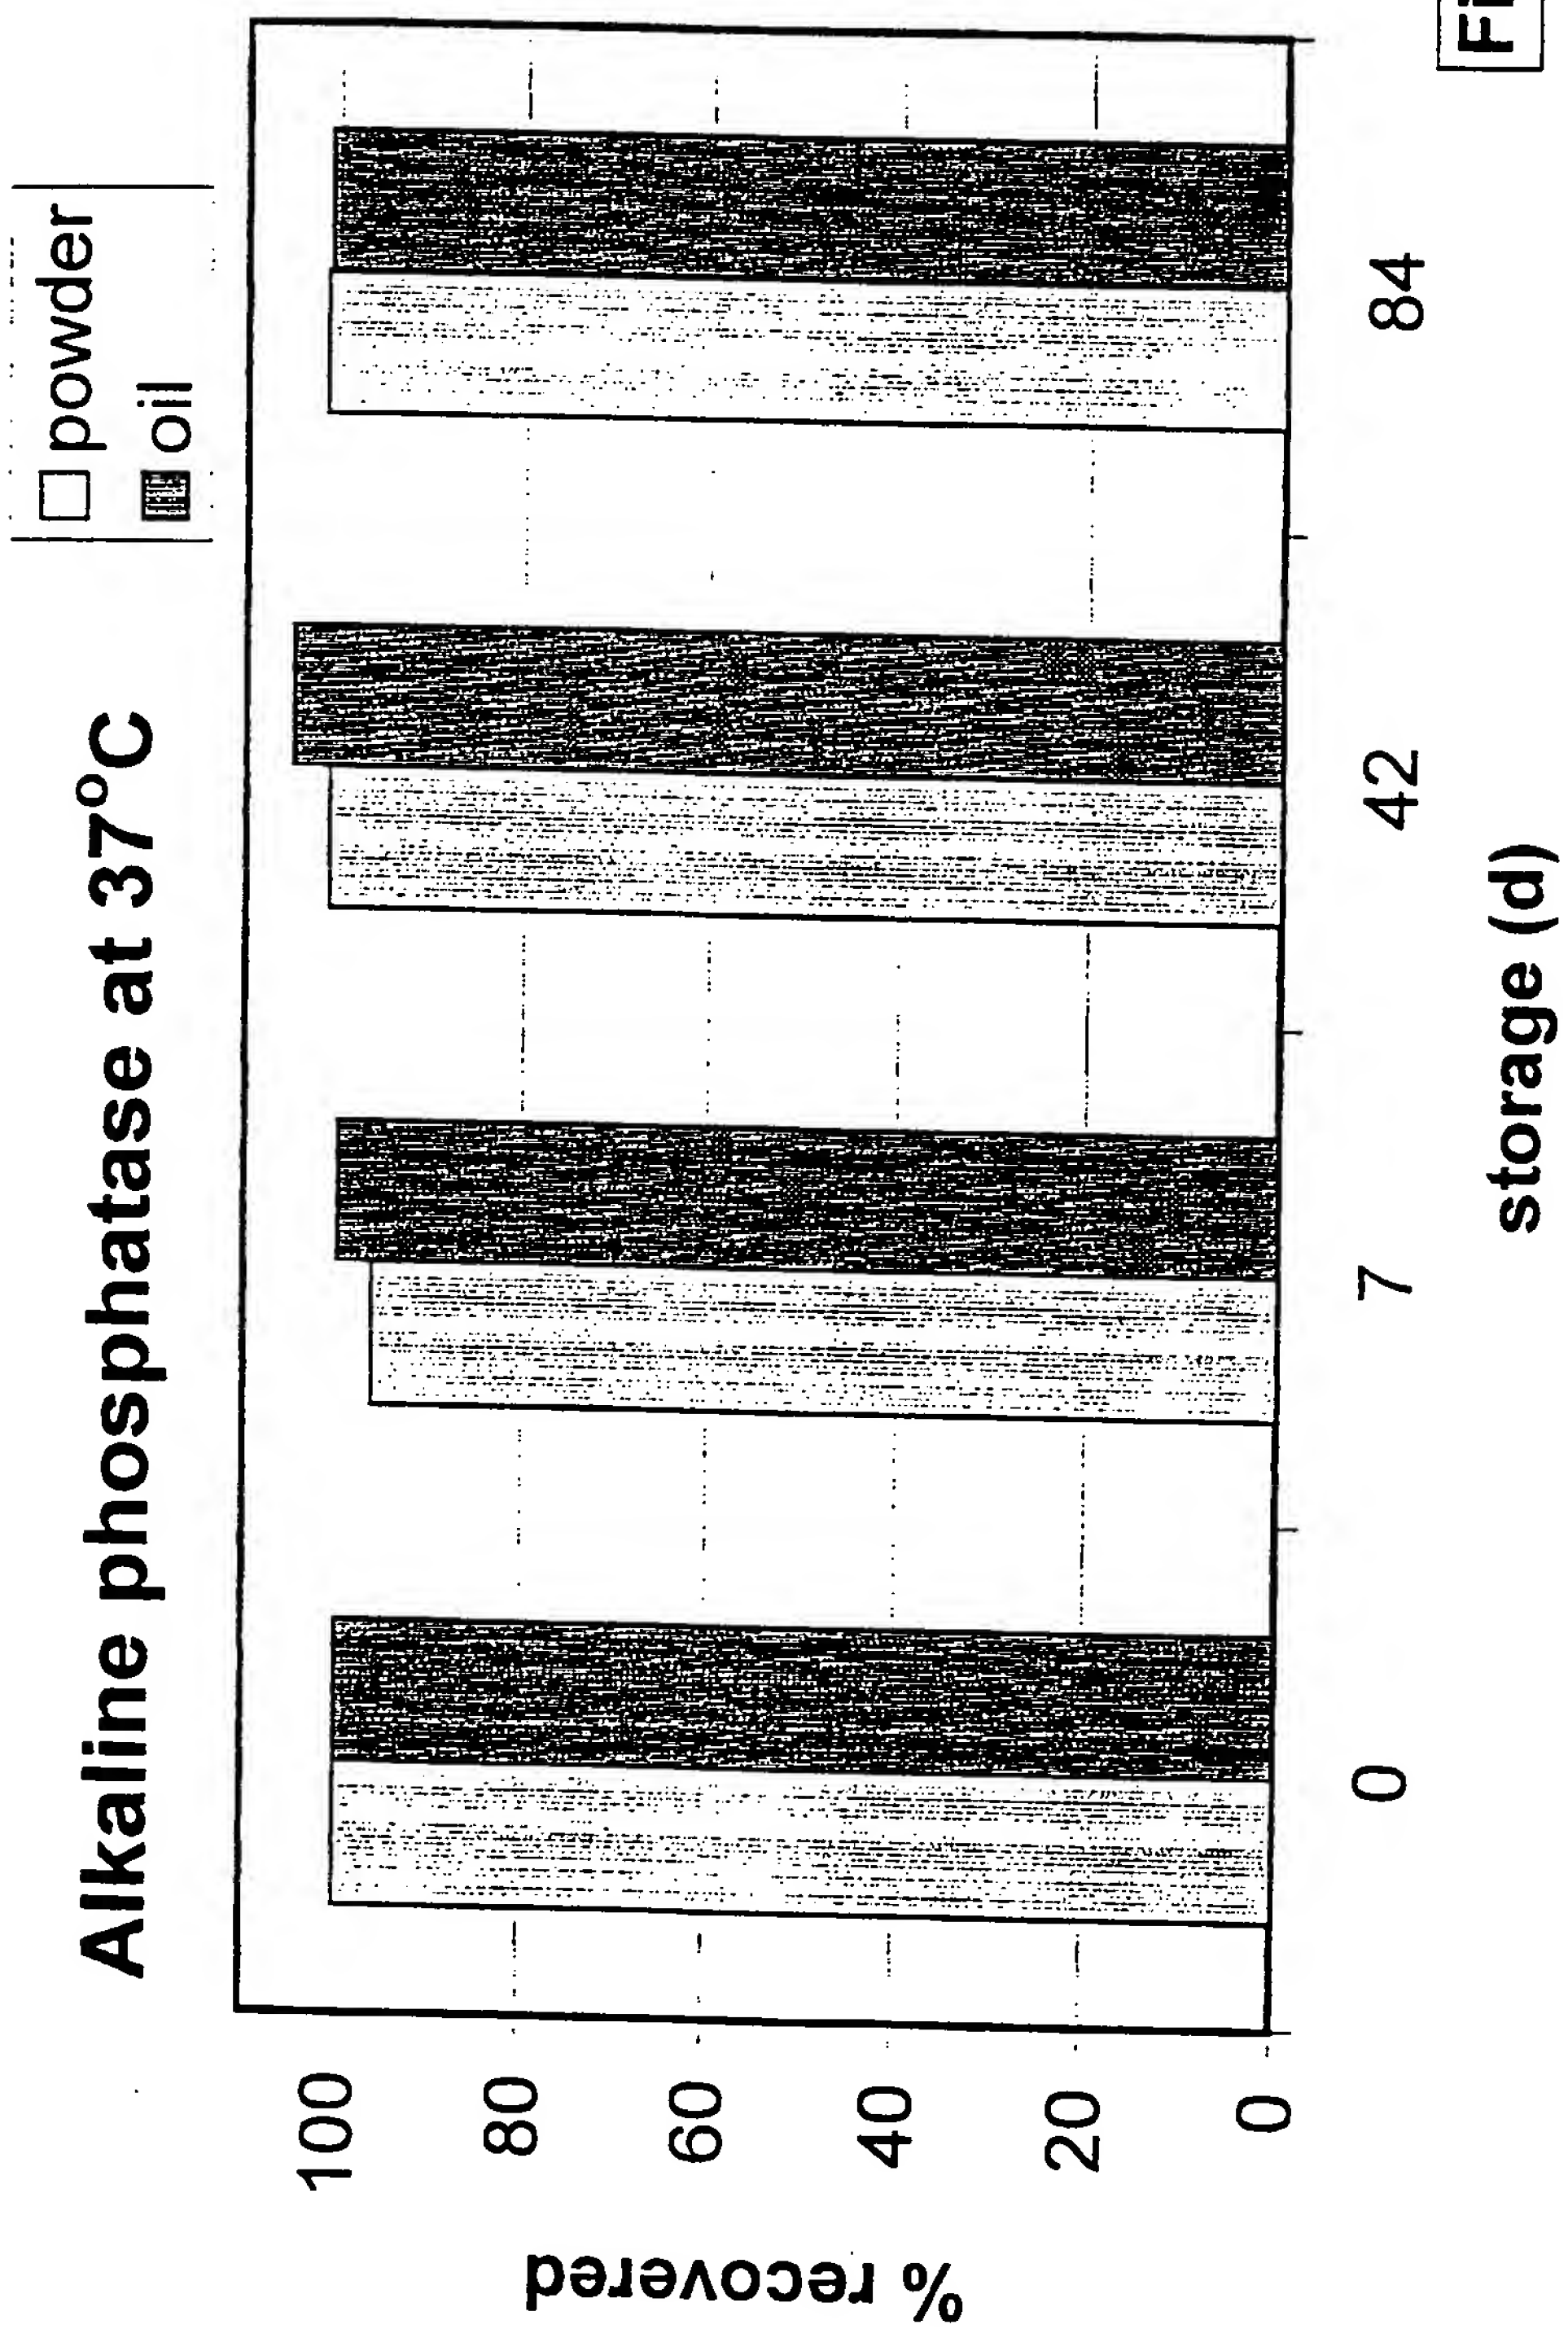 Alkaline phosphatase at 37°C
powder
oil
% recovered
100
80
60
40
20
0
0
7
42
84
storage (d)